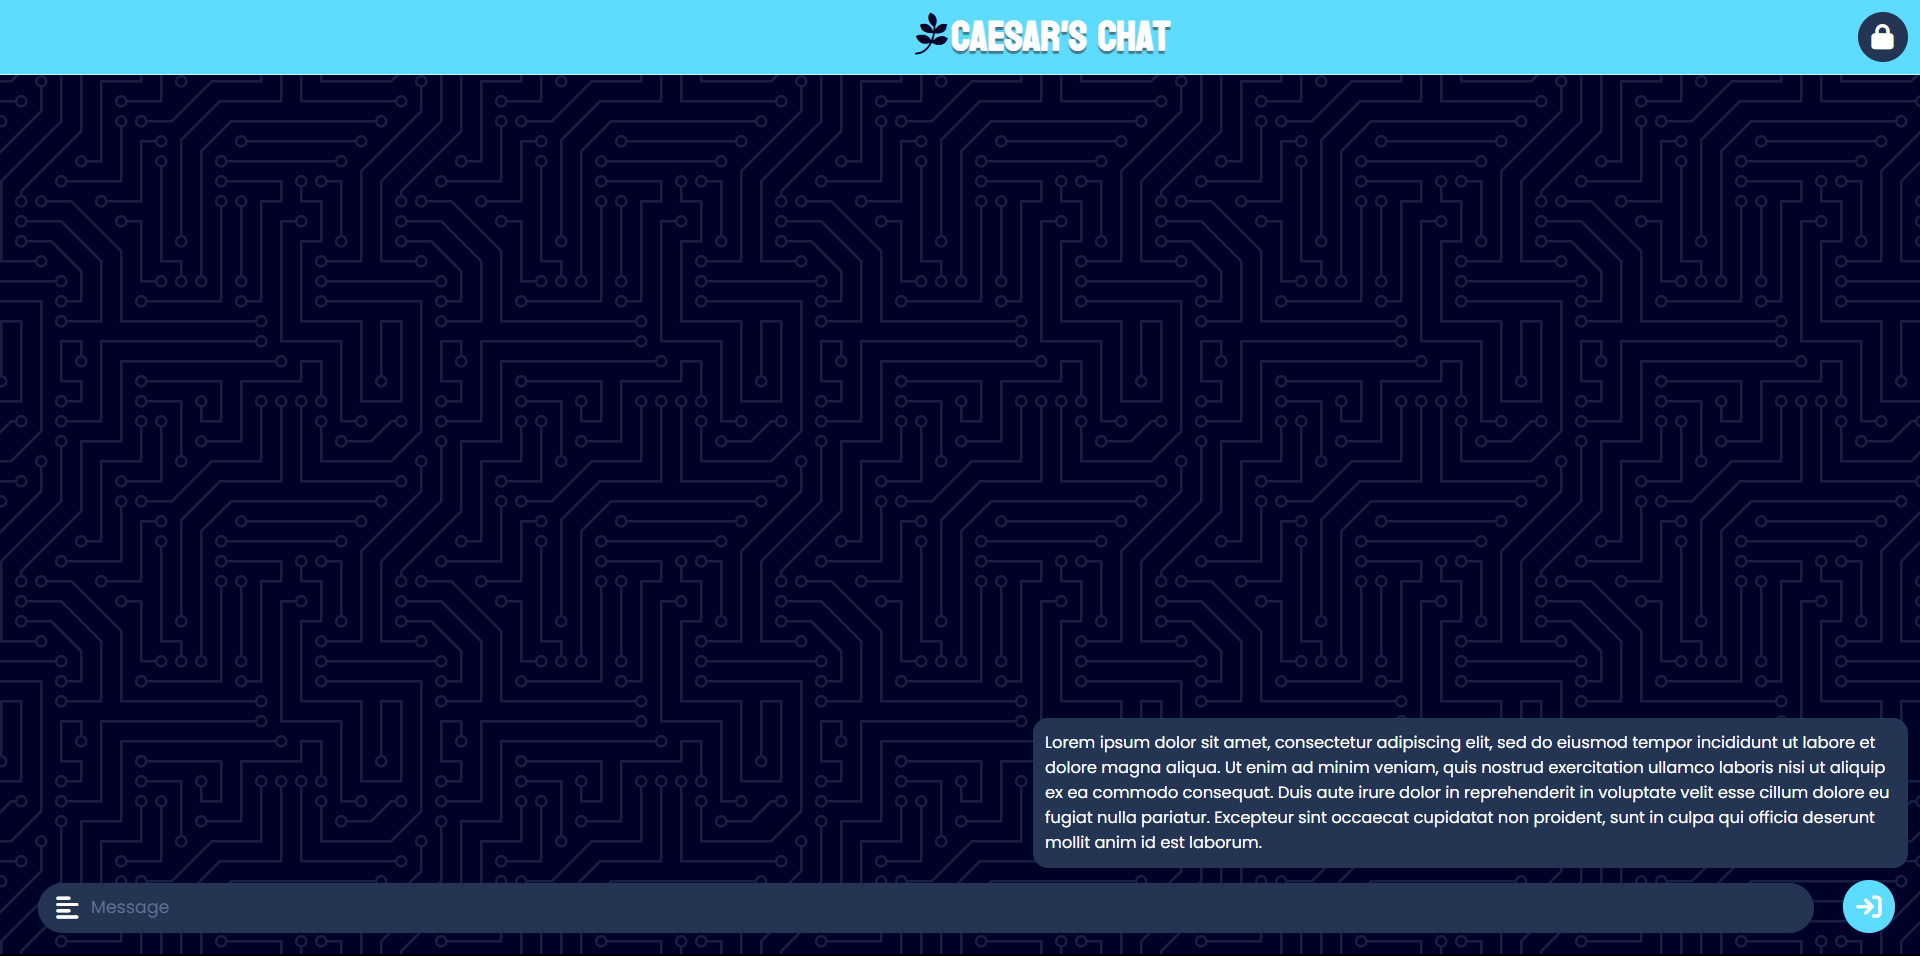 CAESAR'S CHAT
Lorem ipsum dolor sit amet, consectetur adipiscing elit, sed do eiusmod tempor incididunt ut labore et
dolore magna aliqua. Ut enim ad minim veniam, quis nostrud exercitation ullamco laboris nisi ut aliquip
ex ea commodo consequat. Duis aute irure dolor in reprehenderit in voluptate velit esse cillum dolore eu
fugiat nulla pariatur. Excepteur sint occaecat cupidatat non proident, sunt in culpa qui officia deserunt
mollit anim id est laborum.
Message